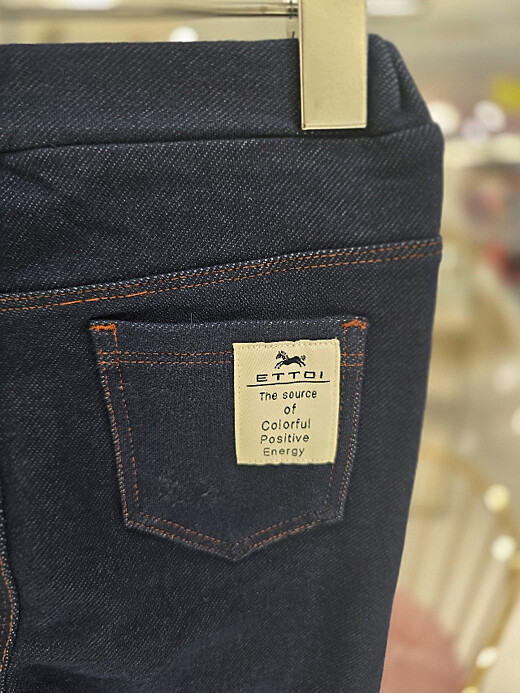 ETTOI
The source
of
Colorful
Positive
Energy